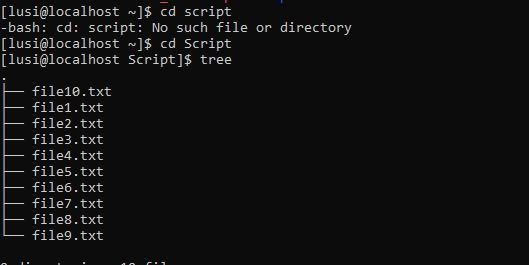 [lusi@localhost ~]$ cd script
-bash: cd: script: No such file or directory
[lusi@localhost ~]$ cd Script
[lusi@localhost Script]$ tree
.
├── file10.txt
├── file1.txt
├── file2.txt
├── file3.txt
├── file4.txt
├── file5.txt
├── file6.txt
├── file7.txt
├── file8.txt
└── file9.txt